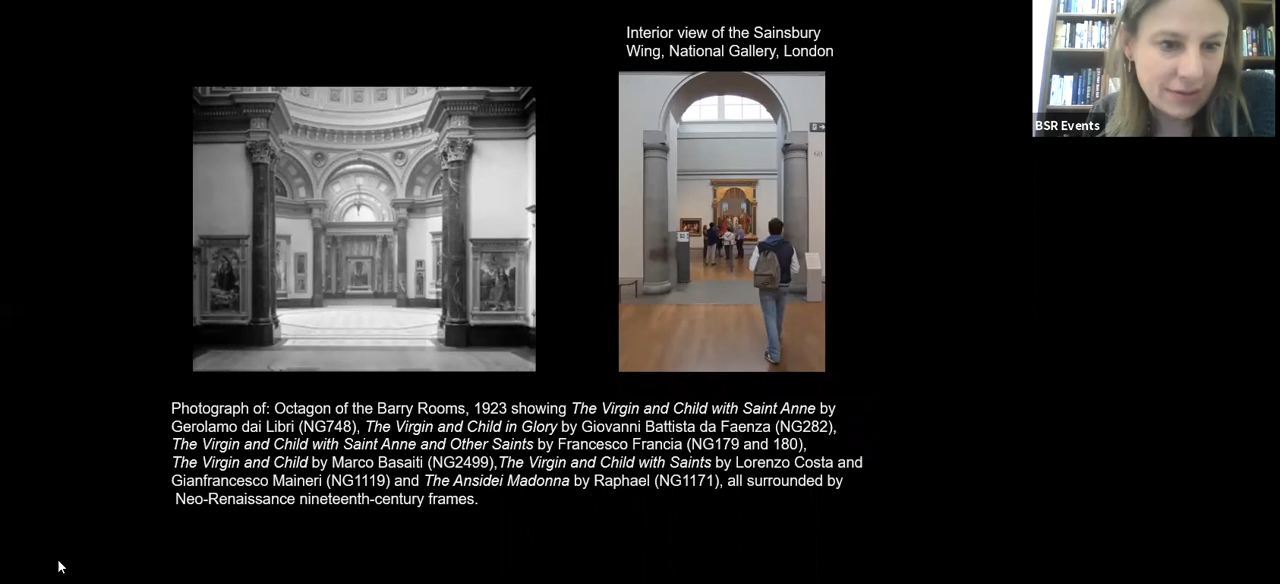 Interior view of the Sainsbury
Wing, National Gallery, London
BSR Events
Photograph of: Octagon of the Barry Rooms, 1923 showing The Virgin and Child with Saint Anne by
Gerolamo dai Libri (NG748), The Virgin and Child in Glory by Giovanni Battista da Faenza (NG282),
The Virgin and Child with Saint Anne and Other Saints by Francesco Francia (NG179 and 180),
The Virgin and Child by Marco Basaiti (NG2499),The Virgin and Child with Saints by Lorenzo Costa and
Gianfrancesco Maineri (NG1119) and The Ansidei Madonna by Raphael (NG1171), all surrounded by
Neo-Renaissance nineteenth-century frames.